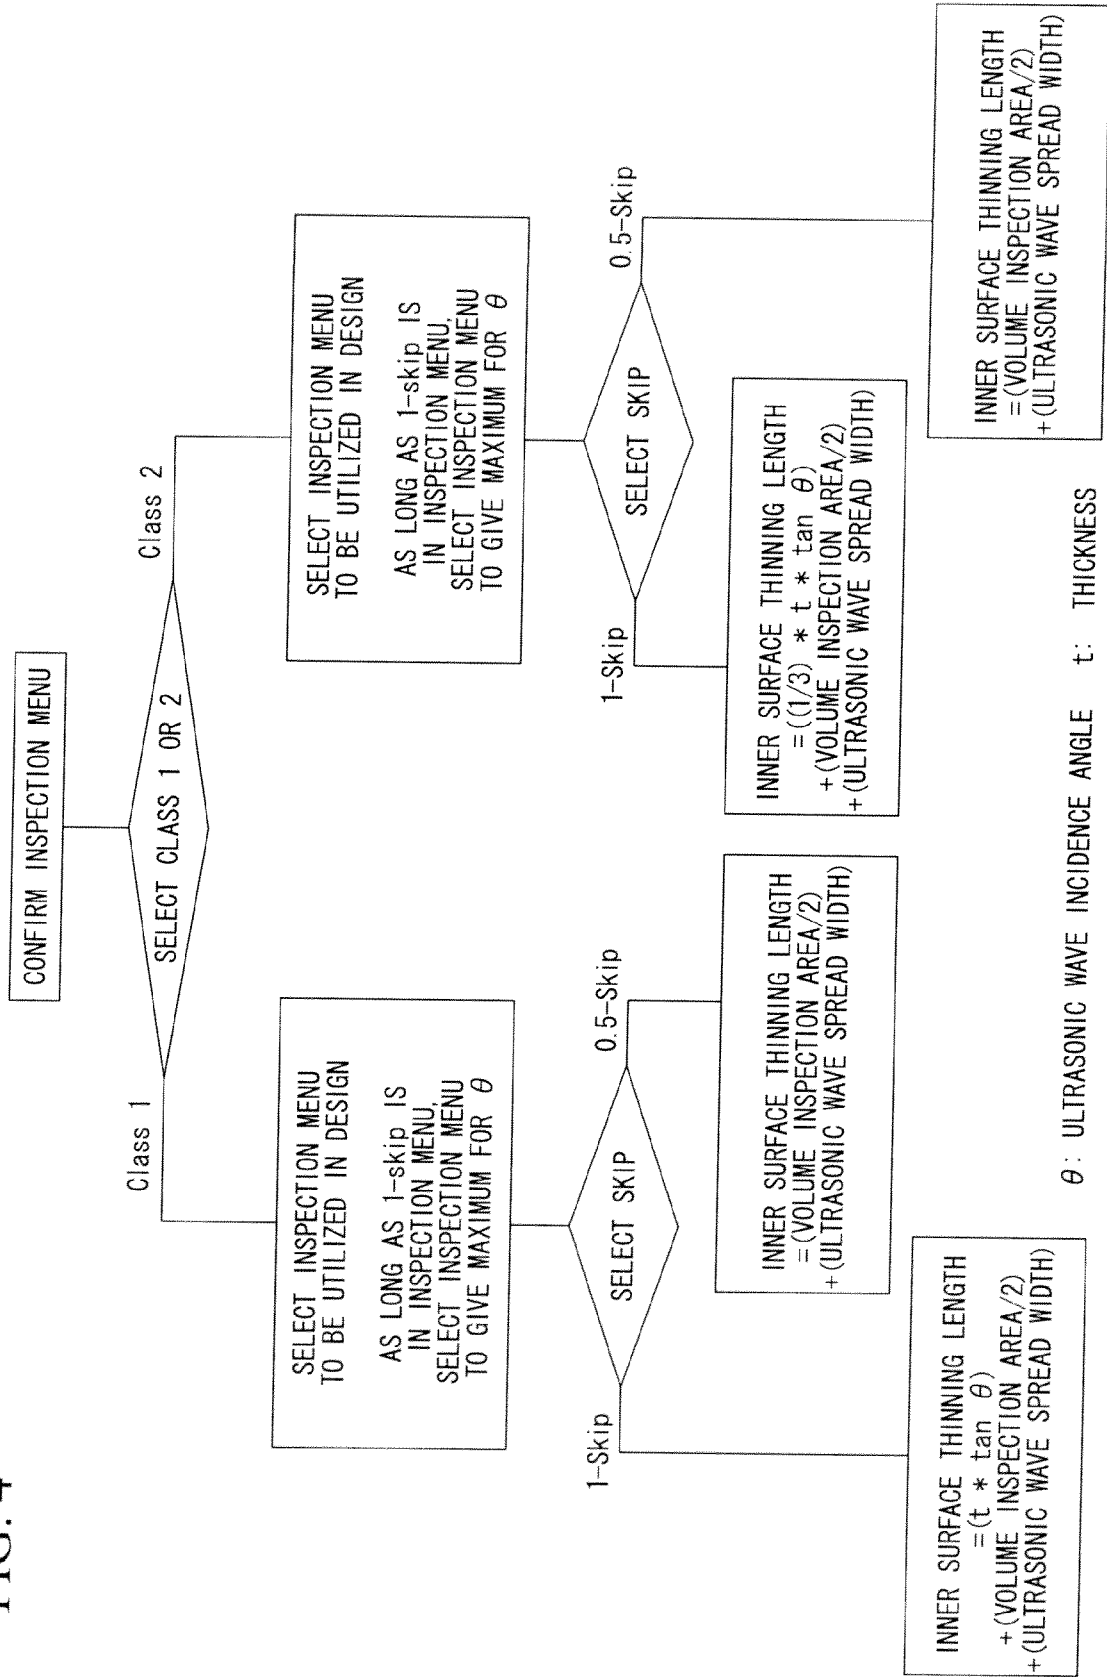 FIG. 4
CONFIRM INSPECTION MENU
SELECT CLASS 1 OR 2
Class 1
Class 2
SELECT INSPECTION MENU
TO BE UTILIZED IN DESIGN
AS LONG AS 1-skip IS
IN INSPECTION MENU,
SELECT INSPECTION MENU
TO GIVE MAXIMUM FOR θ
SELECT INSPECTION MENU
TO BE UTILIZED IN DESIGN
AS LONG AS 1-skip IS
IN INSPECTION MENU,
SELECT INSPECTION MENU
TO GIVE MAXIMUM FOR θ
1-Skip
SELECT SKIP
0.5-Skip
1-Skip
SELECT SKIP
0.5-Skip
INNER SURFACE THINNING LENGTH
=(t * tan θ)
+(VOLUME INSPECTION AREA/2)
+(ULTRASONIC WAVE SPREAD WIDTH)
INNER SURFACE THINNING LENGTH
=(VOLUME INSPECTION AREA/2)
+(ULTRASONIC WAVE SPREAD WIDTH)
INNER SURFACE THINNING LENGTH
=((1/3) * t * tan θ)
+(VOLUME INSPECTION AREA/2)
+(ULTRASONIC WAVE SPREAD WIDTH)
INNER SURFACE THINNING LENGTH
=(VOLUME INSPECTION AREA/2)
+(ULTRASONIC WAVE SPREAD WIDTH)
θ: ULTRASONIC WAVE INCIDENCE ANGLE t: THICKNESS